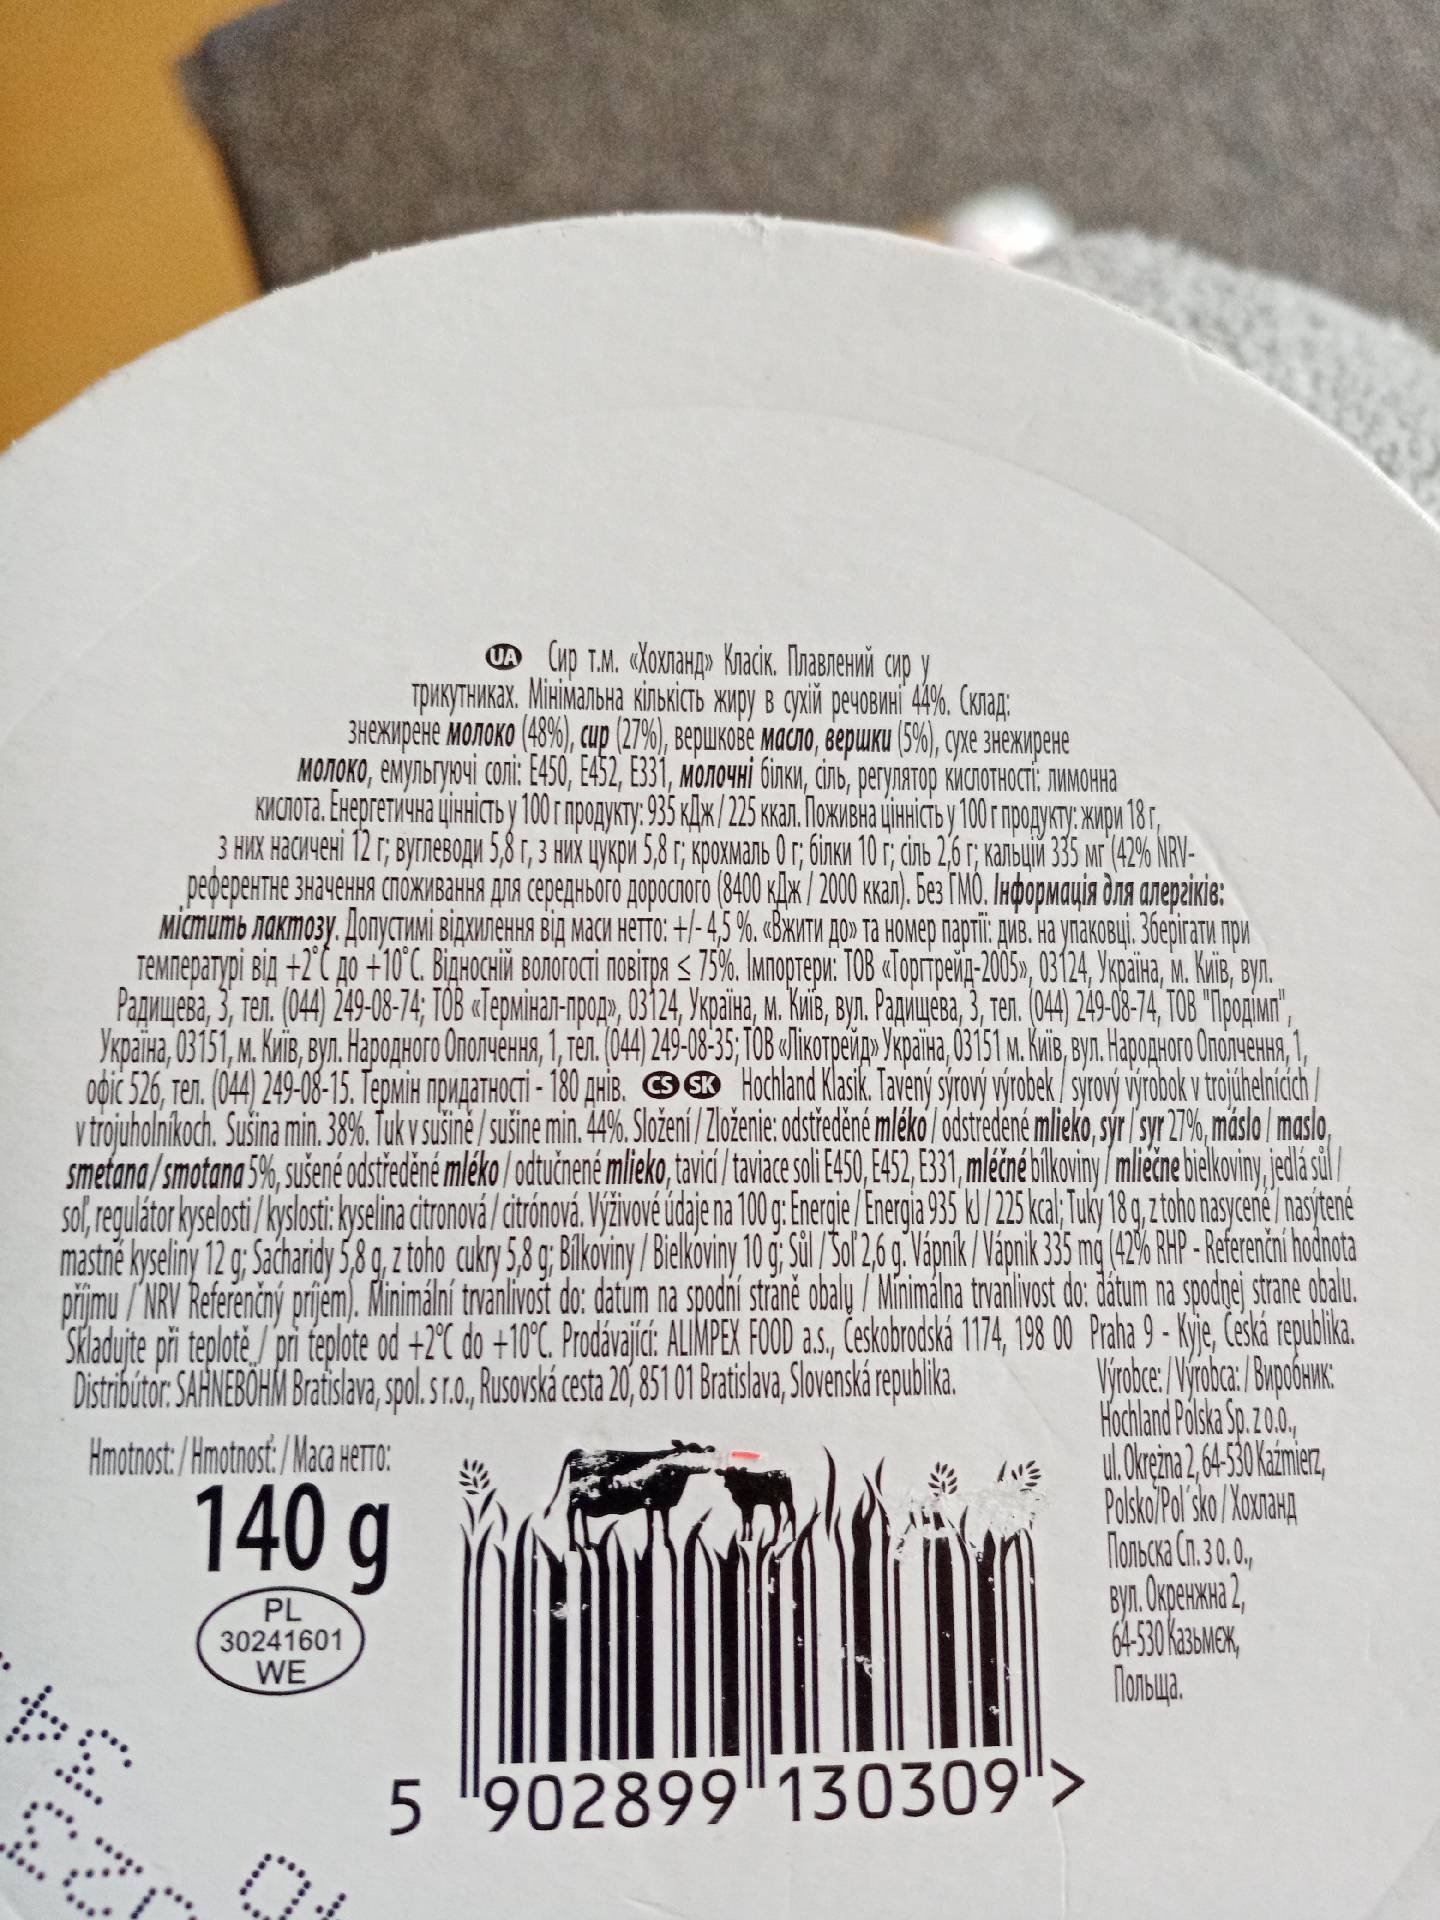 UA Сир т.м. «Хохланд» Класік. Плавлений сир у
трикутниках. Мінімальна кількість жиру в сухій речовині 44%. Склад:
знежирене молоко (48%), сир (27%), вершкове масло, вершки (5%), сухе знежирене
молоко, емульгуючі солі: Е450, Е452, Е331, молочні білки, сіль, регулятор кислотності: лимонна
кислота. Енергетична цінність у 100 г продукту: 935 кДж / 225 ккал. Поживна цінність у 100 г продукту: жири 18 г,
з них насичені 12 г; вуглеводи 5,8 г, з них цукри 5,8 г; крохмаль 0 г; білки 10 г; сіль 2,6 г; кальцій 335 мг (42% NRV-
референтне значення споживання для середнього дорослого (8400 кДж / 2000 ккал). Без ГМО. Інформація для алергіків:
містить лактозу. Допустимі відхилення від маси нетто: +/- 4,5 %. «Вжити до» та номер партії: див. на упаковці. Зберігати при
температурі від +2°С до +10°С. Відносній вологості повітря ≤ 75%. Імпортери: ТОВ «Торгтрейд-2005», 03124, Україна, м. Київ, вул.
Радищева, 3, тел. (044) 249-08-74; ТОВ «Термінал-прод», 03124, Україна, м. Київ, вул. Радищева, 3, тел. (044) 249-08-74, ТОВ "Продімп",
Україна, 03151, м. Київ, вул. Народного Ополчення, 1, тел. (044) 249-08-35; ТОВ «Лікотрейд» Україна, 03151 м. Київ, вул. Народного Ополчення, 1,
офіс 526, тел. (044) 249-08-15. Термін придатності - 180 днів. CS SK Hochland Klasik. Tavený sýrový výrobek / syrový výrobok v trojúhelnících /
v trojuholníkoch. Sušina min. 38%. Tuk v sušině / sušine min. 44%. Složení / Zloženie: odstředěné mléko / odstredené mlieko, sýr / syr 27%, máslo / maslo,
smetana / smotana 5%, sušené odstředěné mléko / odtučnené mlieko, tavicí / taviace soli E450, E452, E331, mléčné bílkoviny / mliečne bielkoviny, jedlá sůl /
soľ, regulátor kyselosti / kyslosti: kyselina citronová / citrónová. Výživové údaje na 100 g: Energie / Energia 935 kJ / 225 kcal; Tuky 18 g, z toho nasycené / nasýtené
mastné kyseliny 12 g; Sacharidy 5,8 g, z toho cukry 5,8 g; Bílkoviny / Bielkoviny 10 g; Sůl / Soľ 2,6 g. Vápník / Vápnik 335 mg (42% RHP - Referenční hodnota
příjmu / NRV Referenčný príjem). Minimální trvanlivost do: datum na spodní straně obalu / Minimálna trvanlivost do: dátum na spodnej strane obalu.
Skladujte při teplotě / pri teplote od +2°C do +10°C. Prodávající: ALIMPEX FOOD a.s., Českobrodská 1174, 198 00 Praha 9 - Kyje, Česká republika.
Distribútor: SAHNEBÖHM Bratislava, spol. s r.o., Rusovská cesta 20, 851 01 Bratislava, Slovenská republika.
Výrobce: / Výrobca: / Виробник:
Hochland Polska Sp. z o.o.,
ul. Okrężna 2, 64-530 Kaźmierz,
Polsko/Pol´sko / Хохланд
Польска Сп. з о. о.,
вул. Окренжна 2,
64-530 Казьмєж,
Польща.
Hmotnost: / Hmotnosť: / Маса нетто:
140 g
PL
30241601
WE
5 902899 130309 >